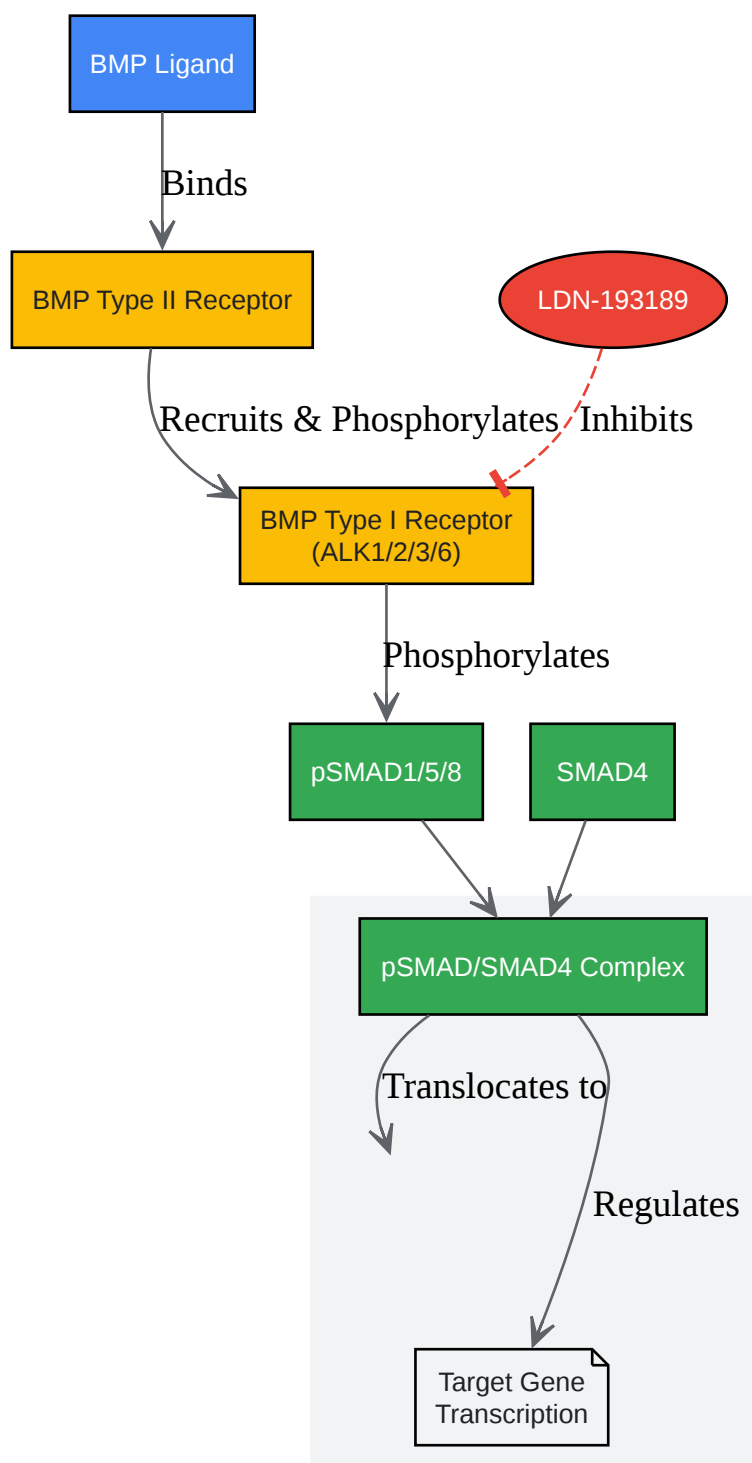 BMP Ligand
Binds
BMP Type II Receptor
LDN-193189
Recruits & Phosphorylates
Inhibits
BMP Type I Receptor
(ALK1/2/3/6)
Phosphorylates
pSMAD1/5/8
SMAD4
pSMAD/SMAD4 Complex
Translocates to
Regulates
Target Gene
Transcription